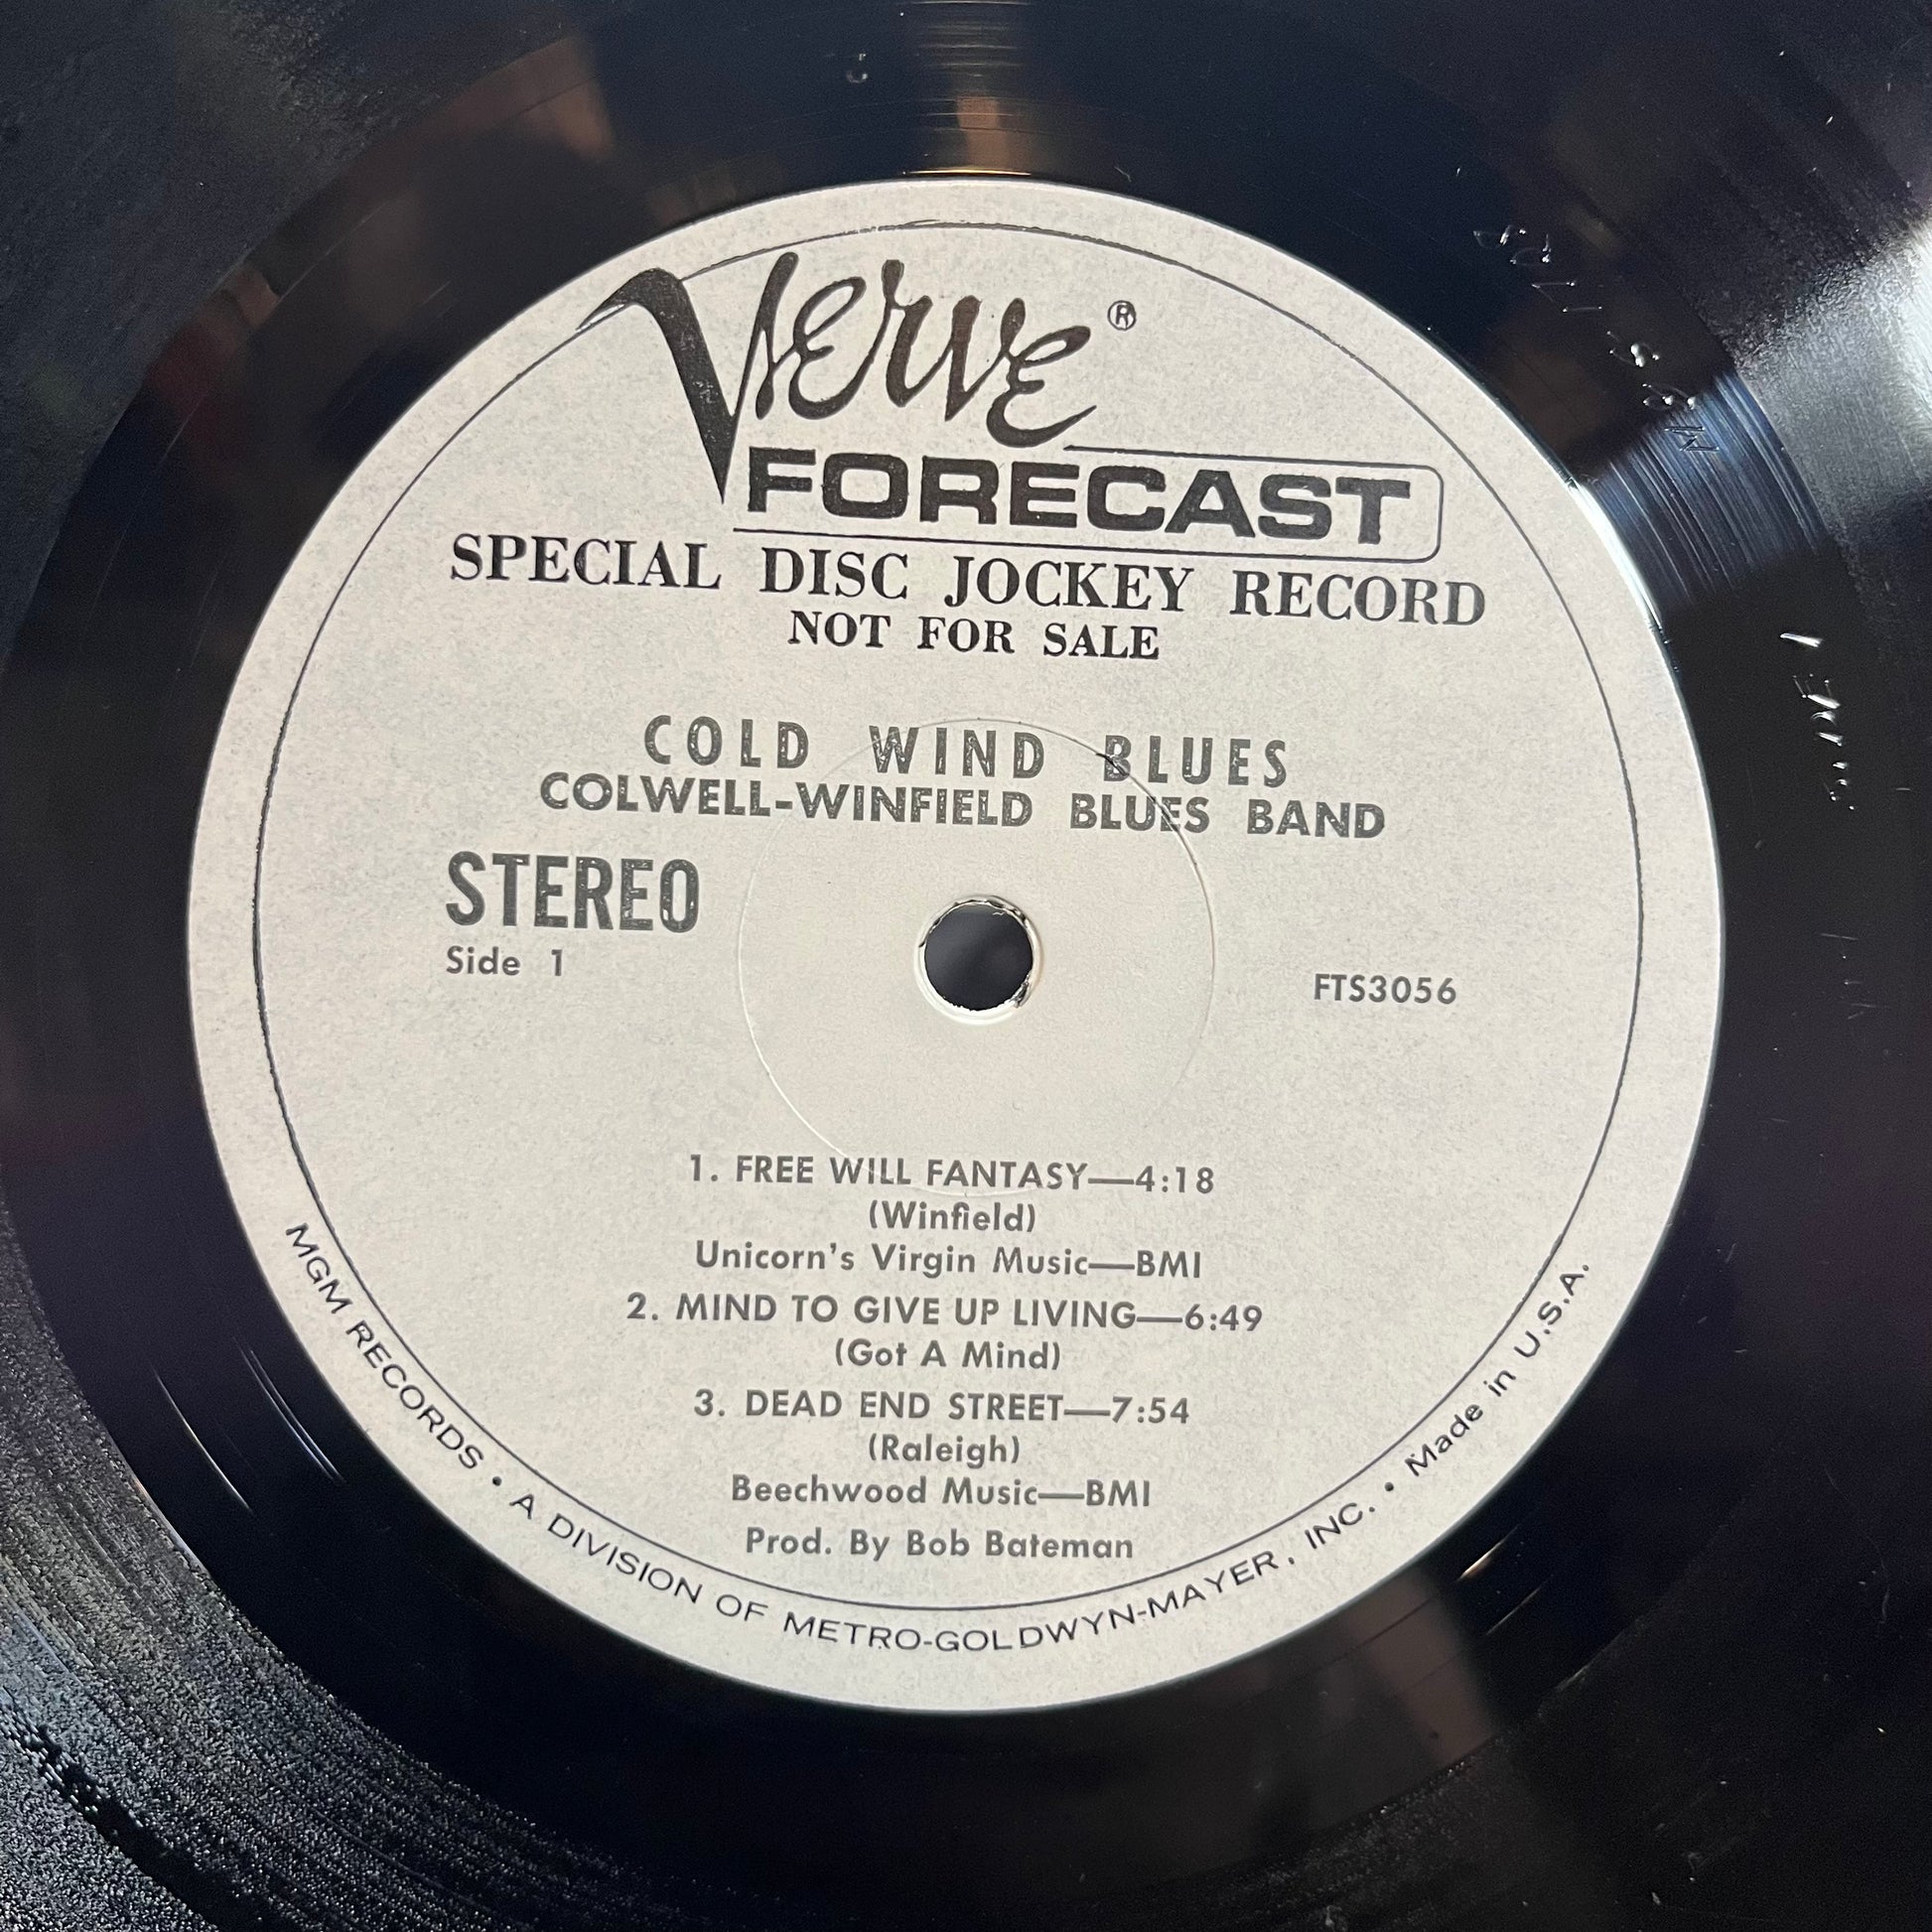 Verve®
FORECAST
SPECIAL DISC JOCKEY RECORD
NOT FOR SALE
COLD WIND BLUES
COLWELL-WINFIELD BLUES BAND
STEREO
Side 1
FTS3056
1. FREE WILL FANTASY—4:18
(Winfield)
Unicorn's Virgin Music—BMI
2. MIND TO GIVE UP LIVING—6:49
(Got A Mind)
3. DEAD END STREET—7:54
(Raleigh)
Beechwood Music—BMI
Prod. By Bob Bateman
MGM RECORDS • A DIVISION OF METRO-GOLDWYN-MAYER, INC. • Made in U.S.A.